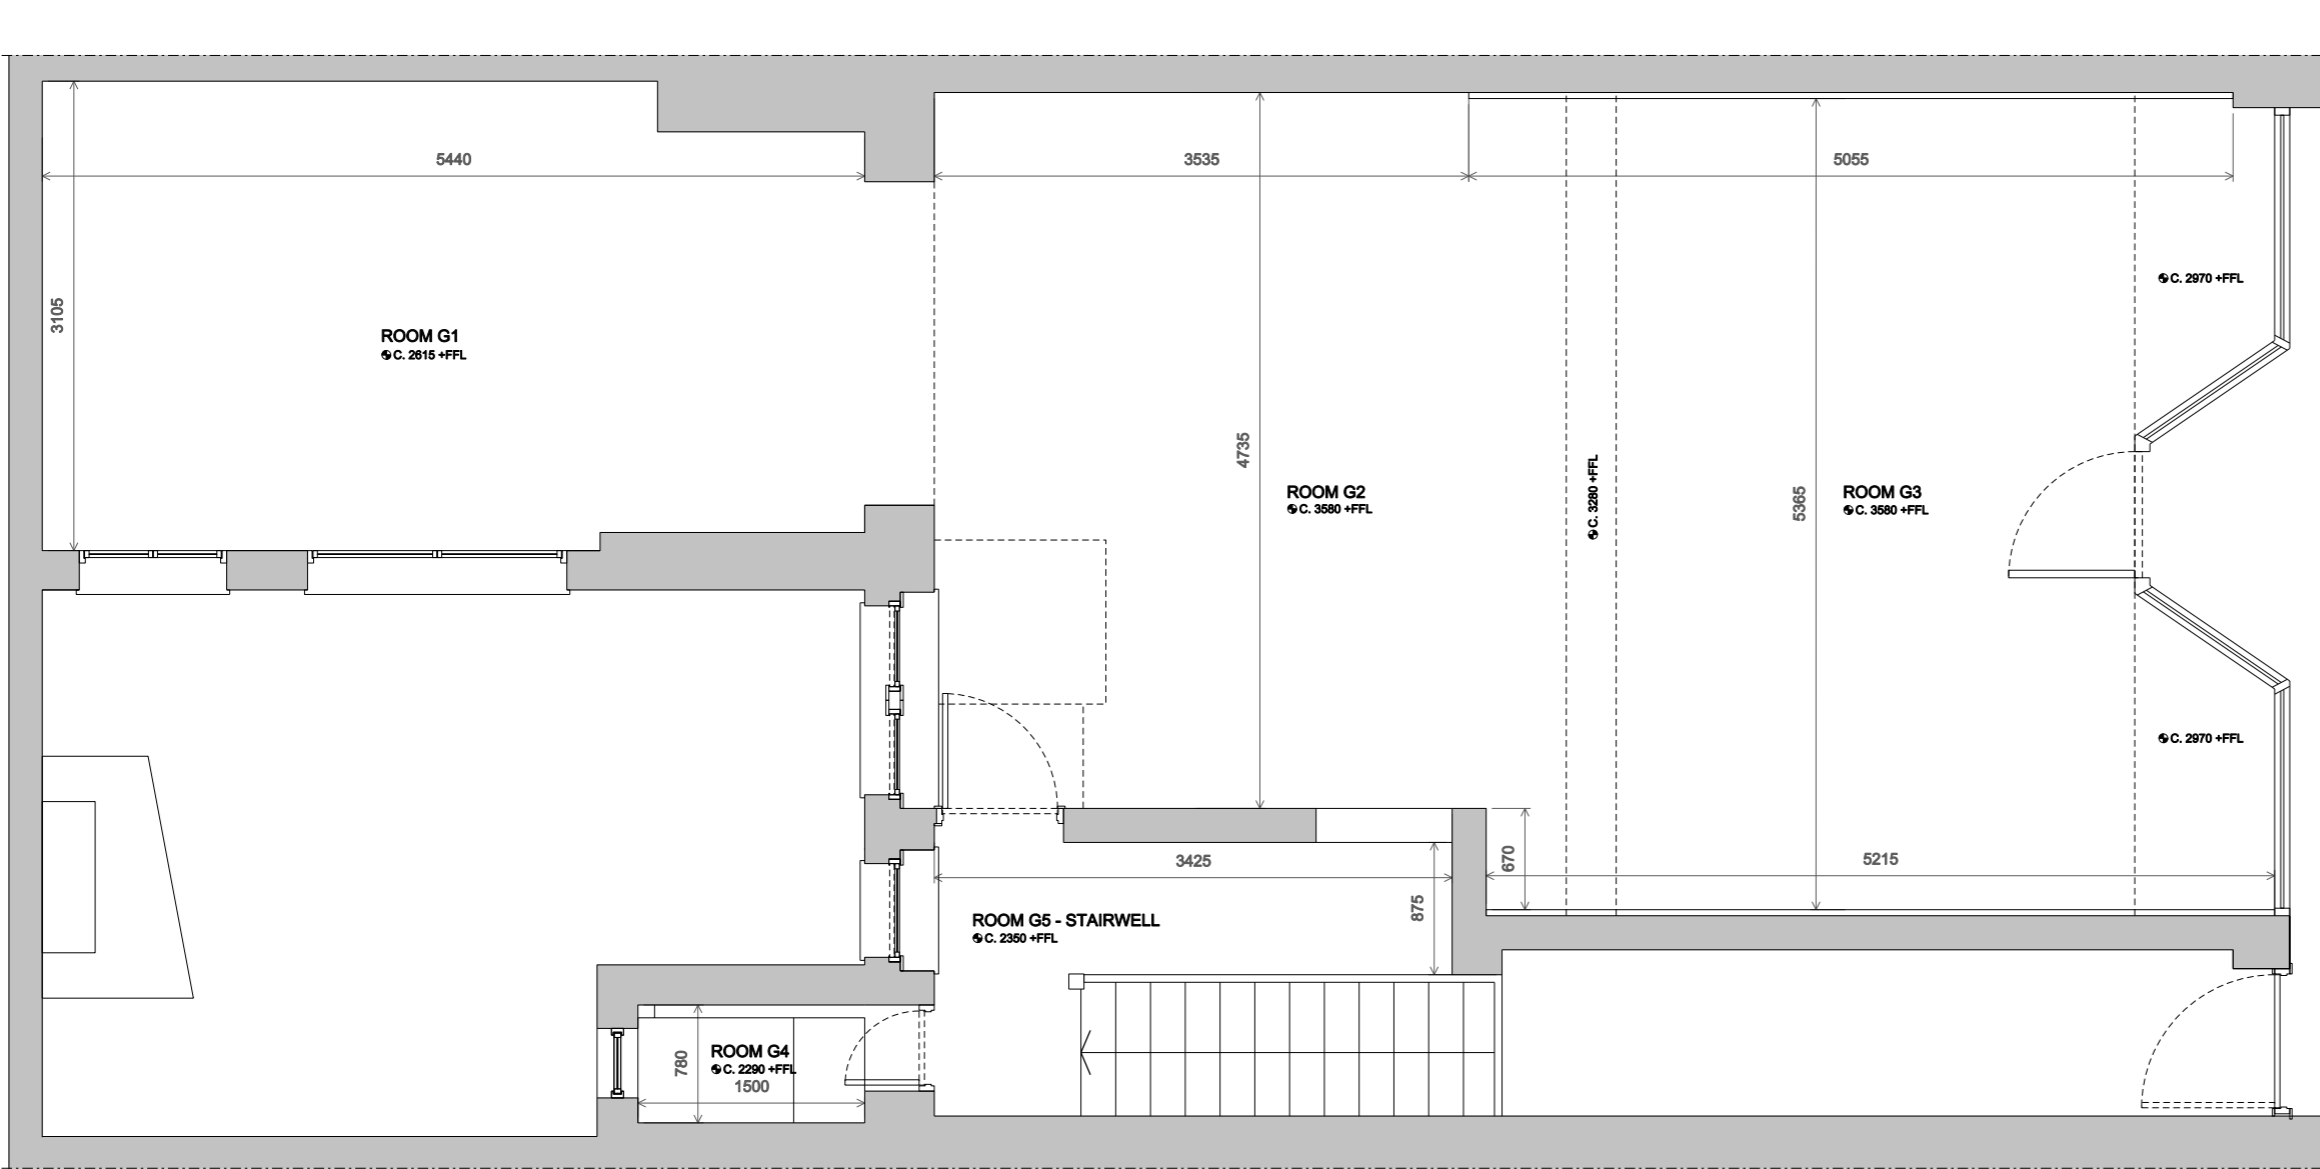 5440
3535
5055
C. 2970 +FFL
3105
ROOM G1
C. 2615 +FFL
4735
ROOM G2
C. 3580 +FFL
C. 3280 +FFL
5365
ROOM G3
C. 3580 +FFL
C. 2970 +FFL
3425
670
5215
875
ROOM G5 - STAIRWELL
C. 2350 +FFL
780
ROOM G4
C. 2290 +FFL
1500